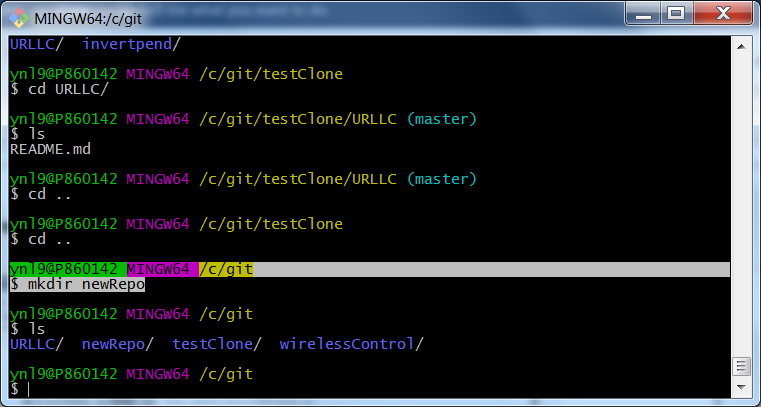 MINGW64:/c/git
URLLC/  invertpend/
ynl9@P860142 MINGW64 /c/git/testClone
$ cd URLLC/
ynl9@P860142 MINGW64 /c/git/testClone/URLLC (master)
$ ls
README.md
ynl9@P860142 MINGW64 /c/git/testClone/URLLC (master)
$ cd ..
ynl9@P860142 MINGW64 /c/git/testClone
$ cd ..
ynl9@P860142 MINGW64 /c/git
$ mkdir newRepo
ynl9@P860142 MINGW64 /c/git
$ ls
URLLC/  newRepo/  testClone/  wirelessControl/
ynl9@P860142 MINGW64 /c/git
$